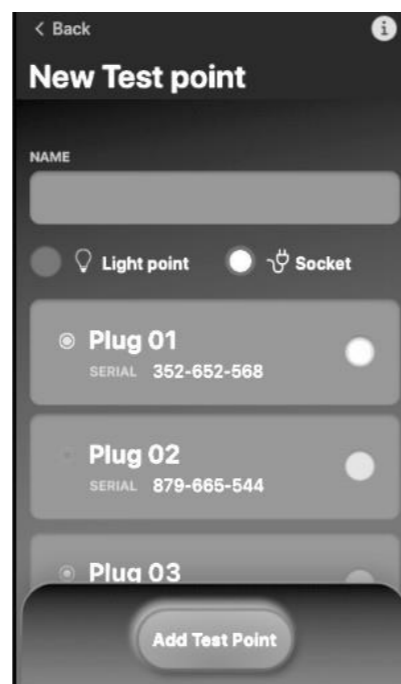 < Back
New Test point
NAME
Light point Socket
Plug 01
SERIAL 352-652-568
Plug 02
SERIAL 879-665-544
Plug 03
Add Test Point